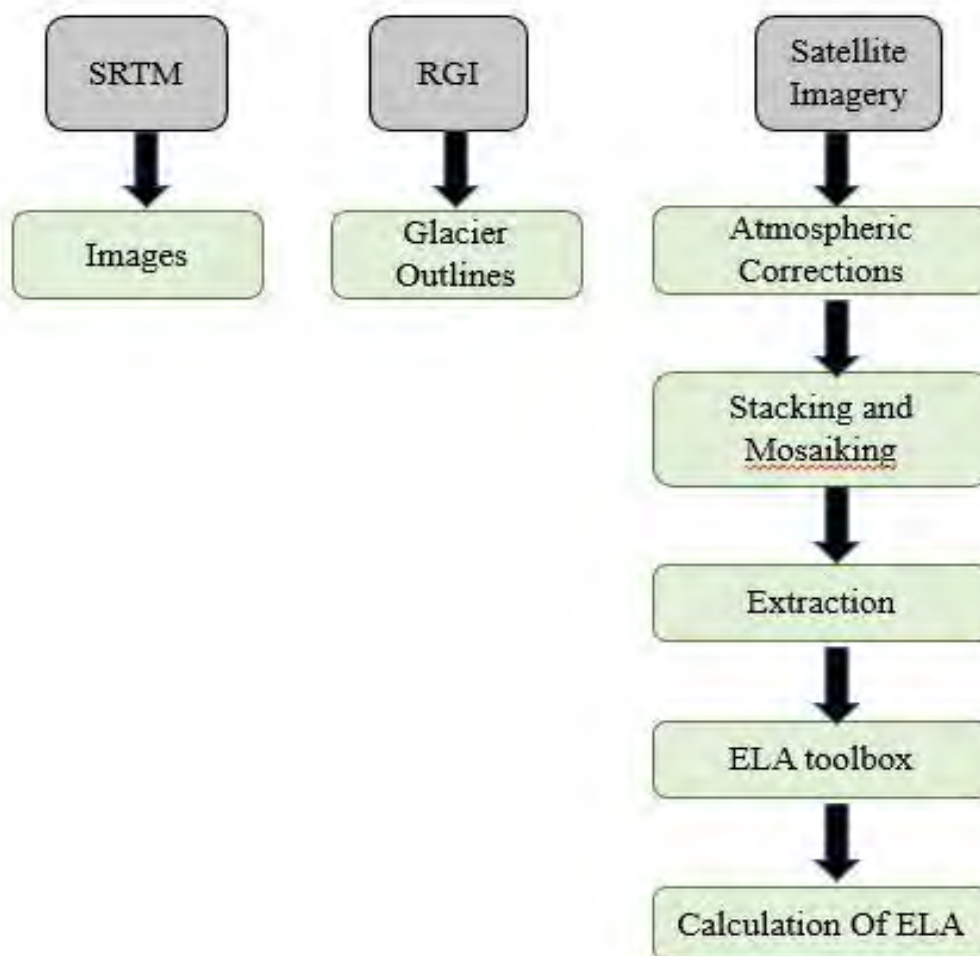 SRTM
RGI
Satellite
Imagery
Images
Glacier
Outlines
Atmospheric
Corrections
Stacking and
Mosaiking
Extraction
ELA toolbox
Calculation Of ELA